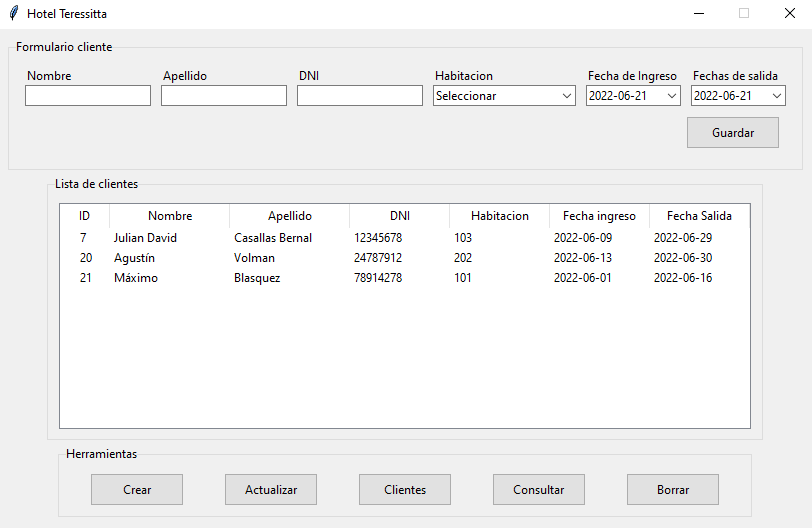 Hotel Teressitta
Formulario cliente
Nombre Apellido DNI Habitacion Fecha de Ingreso Fechas de salida
Seleccionar 2022-06-21 2022-06-21
Guardar
Lista de clientes
ID Nombre Apellido DNI Habitacion Fecha ingreso Fecha Salida
7 Julian David Casallas Bernal 12345678 103 2022-06-09 2022-06-29
20 Agustín Volman 24787912 202 2022-06-13 2022-06-30
21 Máximo Blasquez 78914278 101 2022-06-01 2022-06-16
Herramientas
Crear Actualizar Clientes Consultar Borrar